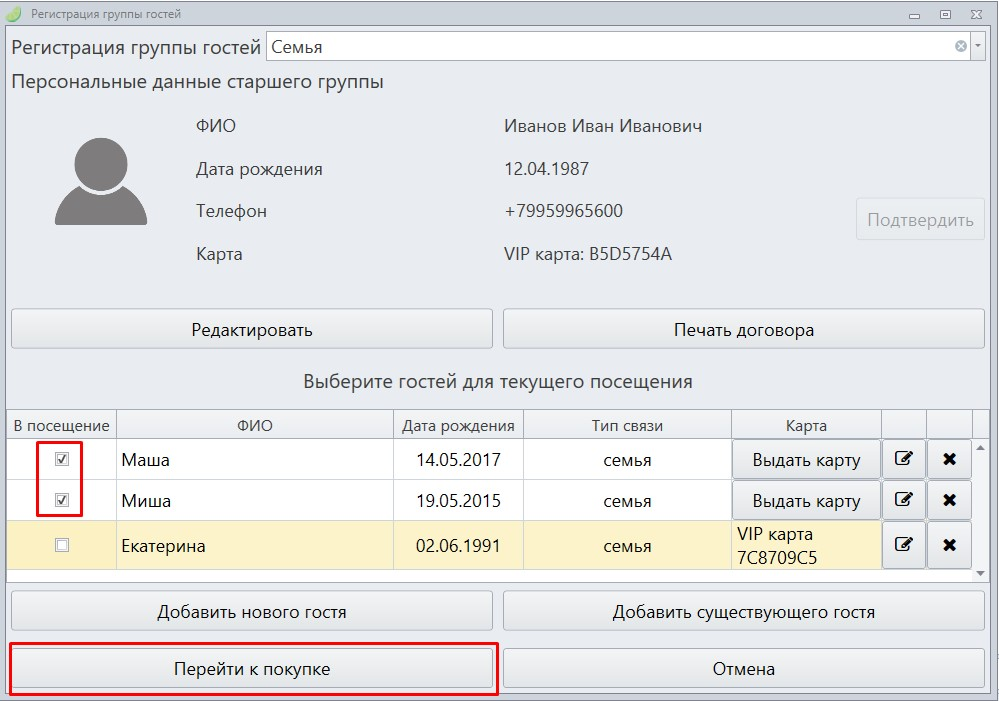 Регистрация группы гостей
Регистрация группы гостей Семья
Персональные данные старшего группы
ФИО Иванов Иван Иванович
Дата рождения 12.04.1987
Телефон +79959965600
Подтвердить
Карта VIP карта: B5D5754A
Редактировать Печать договора
Выберите гостей для текущего посещения
В посещение ФИО Дата рождения Тип связи Карта
Маша 14.05.2017 семья Выдать карту
Миша 19.05.2015 семья Выдать карту
Екатерина 02.06.1991 семья VIP карта
7C8709C5
Добавить нового гостя Добавить существующего гостя
Перейти к покупке Отмена